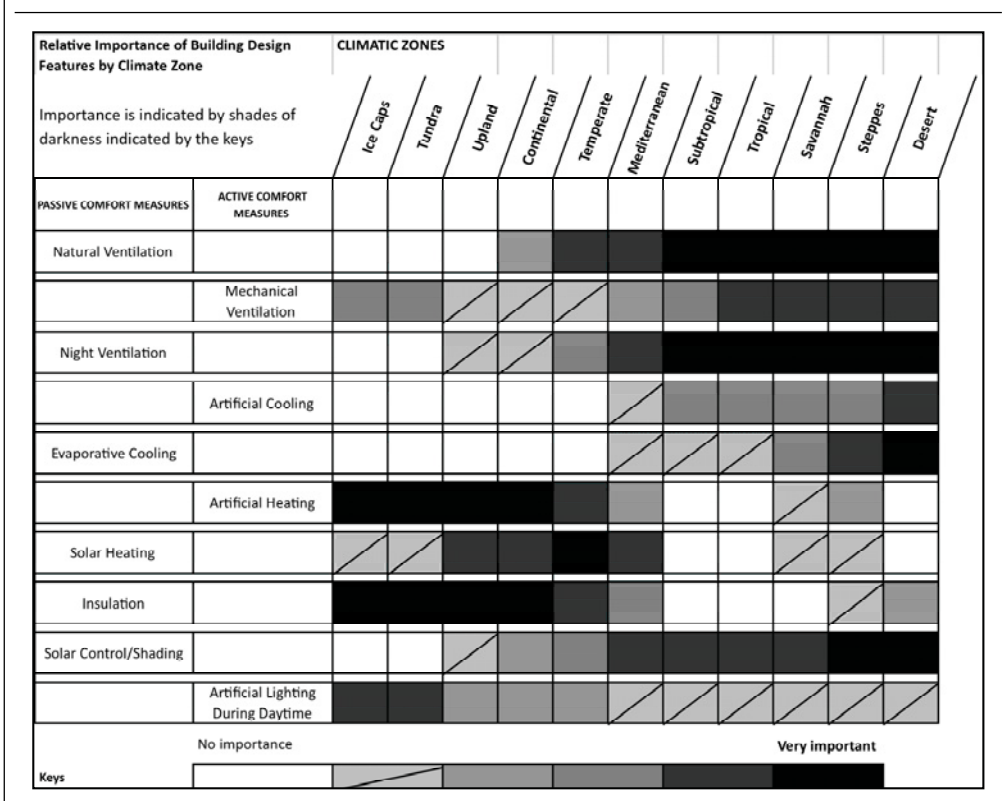 Relative Importance of Building Design
Features by Climate Zone
CLIMATIC ZONES
Importance is indicated by shades of
darkness indicated by the keys
Ice Caps
Tundra
Upland
Continental
Temperate
Mediterranean
Subtropical
Tropical
Savannah
Steppes
Desert
PASSIVE COMFORT MEASURES
ACTIVE COMFORT
MEASURES
Natural Ventilation
Mechanical
Ventilation
Night Ventilation
Artificial Cooling
Evaporative Cooling
Artificial Heating
Solar Heating
Insulation
Solar Control/Shading
Artificial Lighting
During Daytime
No importance
Very important
Keys